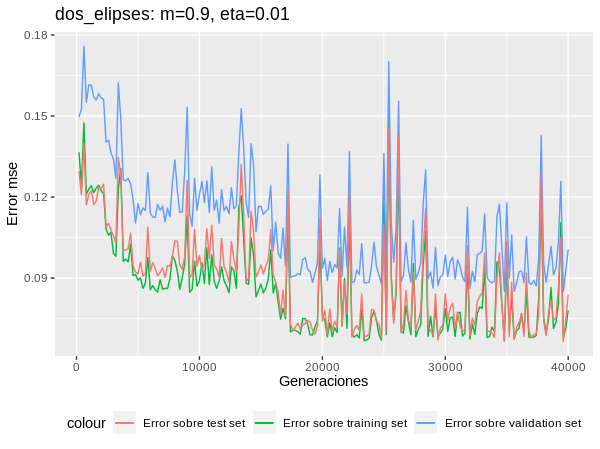 dos_elipses: m=0.9, eta=0.01
Error mse
0.18
0.15
0.12
0.09
0
10000
20000
30000
40000
Generaciones
colour
Error sobre test set
Error sobre training set
Error sobre validation set